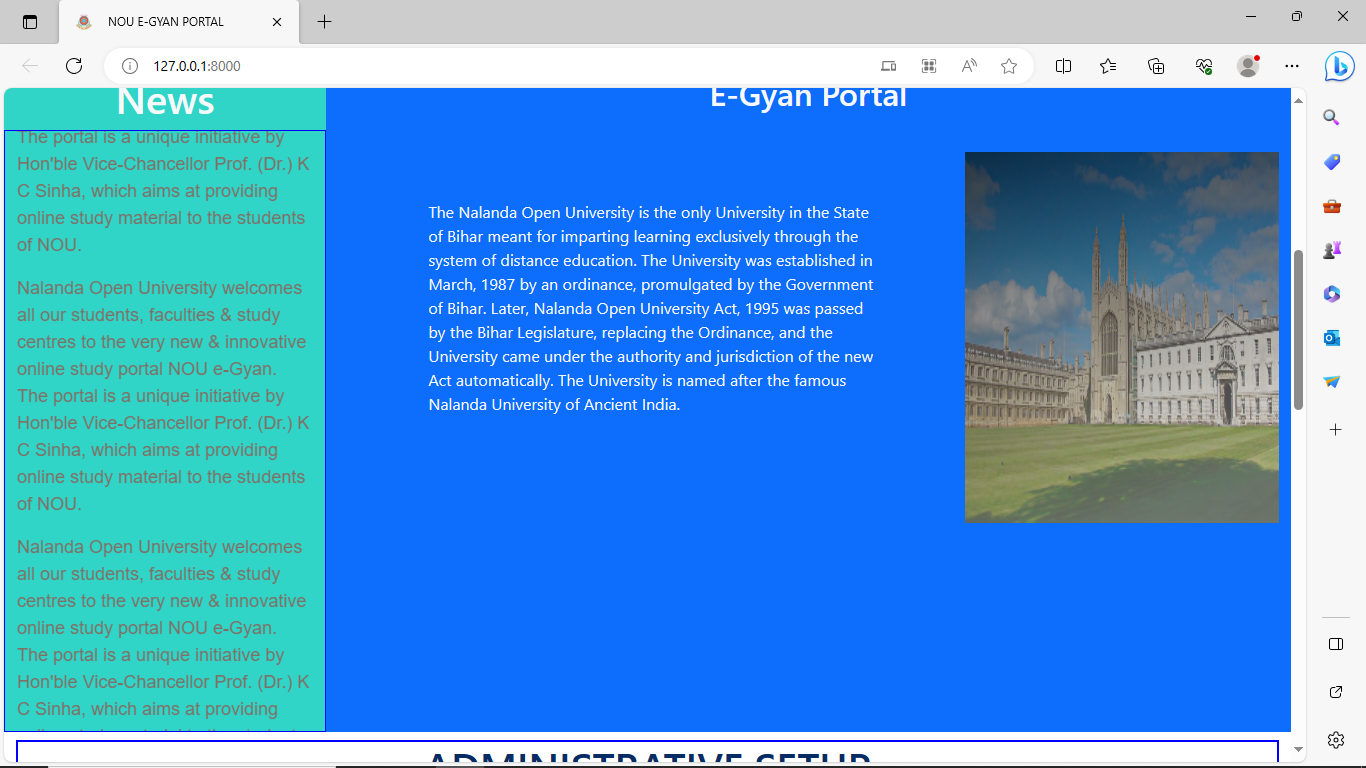 NOU E-GYAN PORTAL
127.0.0.1:8000
News
The portal is a unique initiative by
Hon'ble Vice-Chancellor Prof. (Dr.) K
C Sinha, which aims at providing
online study material to the students
of NOU.
Nalanda Open University welcomes
all our students, faculties & study
centres to the very new & innovative
online study portal NOU e-Gyan.
The portal is a unique initiative by
Hon'ble Vice-Chancellor Prof. (Dr.) K
C Sinha, which aims at providing
online study material to the students
of NOU.
Nalanda Open University welcomes
all our students, faculties & study
centres to the very new & innovative
online study portal NOU e-Gyan.
The portal is a unique initiative by
Hon'ble Vice-Chancellor Prof. (Dr.) K
C Sinha, which aims at providing
E-Gyan Portal
The Nalanda Open University is the only University in the State
of Bihar meant for imparting learning exclusively through the
system of distance education. The University was established in
March, 1987 by an ordinance, promulgated by the Government
of Bihar. Later, Nalanda Open University Act, 1995 was passed
by the Bihar Legislature, replacing the Ordinance, and the
University came under the authority and jurisdiction of the new
Act automatically. The University is named after the famous
Nalanda University of Ancient India.
ADMINISTRATIVE SETUP